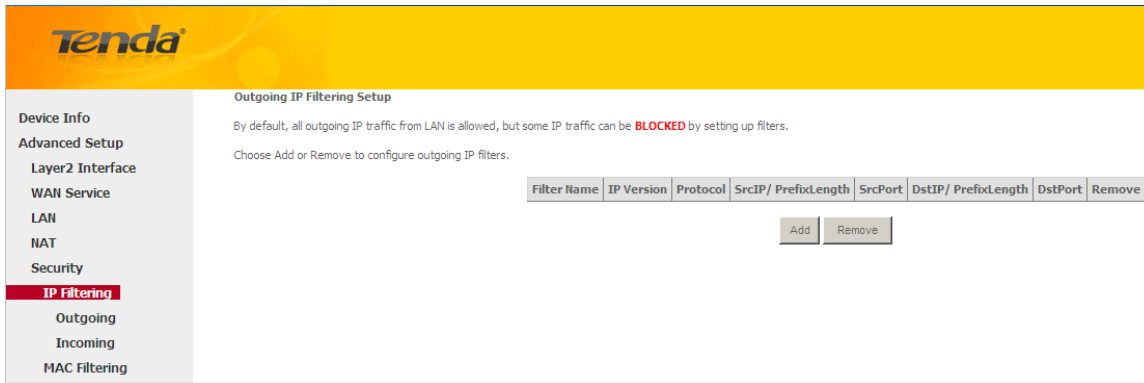 Tenda®
Device Info
Advanced Setup
Layer2 Interface
WAN Service
LAN
NAT
Security
IP Filtering
Outgoing
Incoming
MAC Filtering
Outgoing IP Filtering Setup
By default, all outgoing IP traffic from LAN is allowed, but some IP traffic can be BLOCKED by setting up filters.
Choose Add or Remove to configure outgoing IP filters.
Filter Name IP Version Protocol SrcIP/ PrefixLength SrcPort DstIP/ PrefixLength DstPort Remove
Add Remove